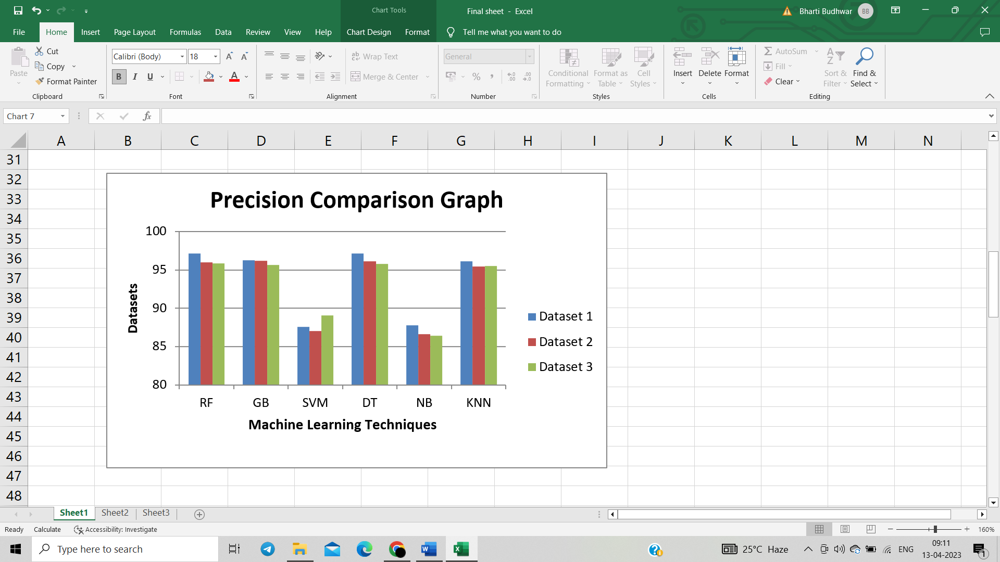 Chart Tools
Final sheet - Excel
Bharti Budhwar
BB
File
Home
Insert
Page Layout
Formulas
Data
Review
View
Help
Chart Design
Format
Tell me what you want to do
Paste
Cut
Copy
Format Painter
Clipboard
Calibri (Body)
18
B I U
A
Font
Wrap Text
Merge & Center
Alignment
General
%
Number
Conditional Formatting
Format as Table
Cell Styles
Styles
Insert
Delete
Format
Cells
AutoSum
Fill
Clear
Sort & Filter
Find & Select
Editing
Chart 7
fx
A B C D E F G H I J K L M N
31
32
33
34
35
36
37
38
39
40
41
42
43
44
45
46
47
48
Precision Comparison Graph
100
95
90
85
80
Datasets
RF GB SVM DT NB KNN
Machine Learning Techniques
Dataset 1
Dataset 2
Dataset 3
Sheet1
Sheet2
Sheet3
Ready
Calculate
Accessibility: Investigate
160%
Type here to search
25°C Haze
ENG
09:11
13-04-2023
1